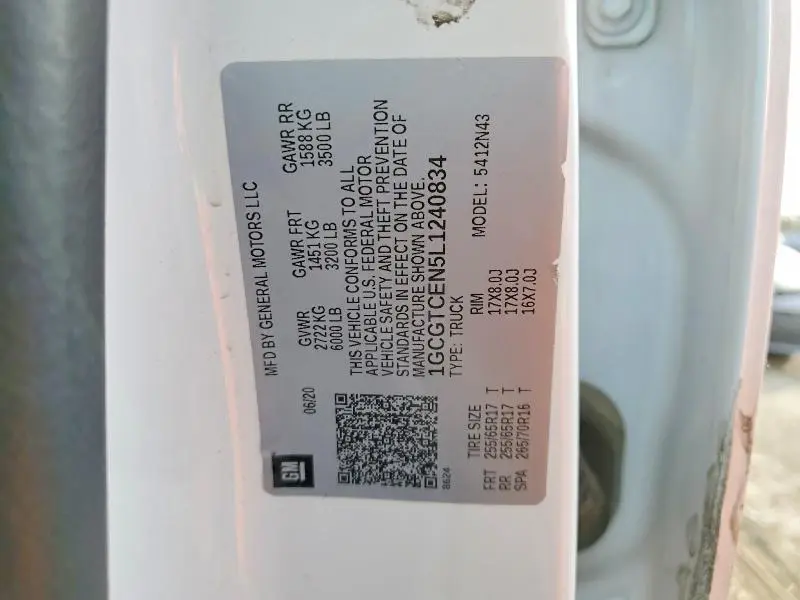 GM
MFD BY GENERAL MOTORS LLC
06/20
GVWR GAWR FRT GAWR RR
2722 KG 1451 KG 1588 KG
6000 LB 3200 LB 3500 LB
THIS VEHICLE CONFORMS TO ALL
APPLICABLE U.S. FEDERAL MOTOR
VEHICLE SAFETY AND THEFT PREVENTION
STANDARDS IN EFFECT ON THE DATE OF
MANUFACTURE SHOWN ABOVE.
1GCGTCEN5L1240834
8624
TYPE: TRUCK MODEL: 5412N43
TIRE SIZE RIM
FRT 255/65R17 T 17X8.0J
RR 255/65R17 T 17X8.0J
SPA 265/70R16 T 16X7.0J